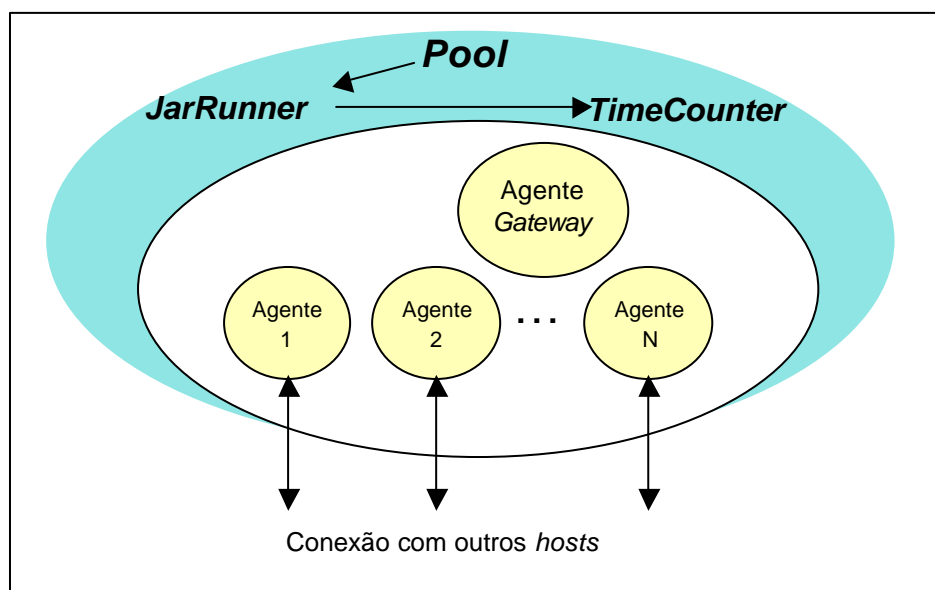 Pool
JarRunner
TimeCounter
Agente
Gateway
Agente
1
Agente
2
...
Agente
N
Conexão com outros hosts